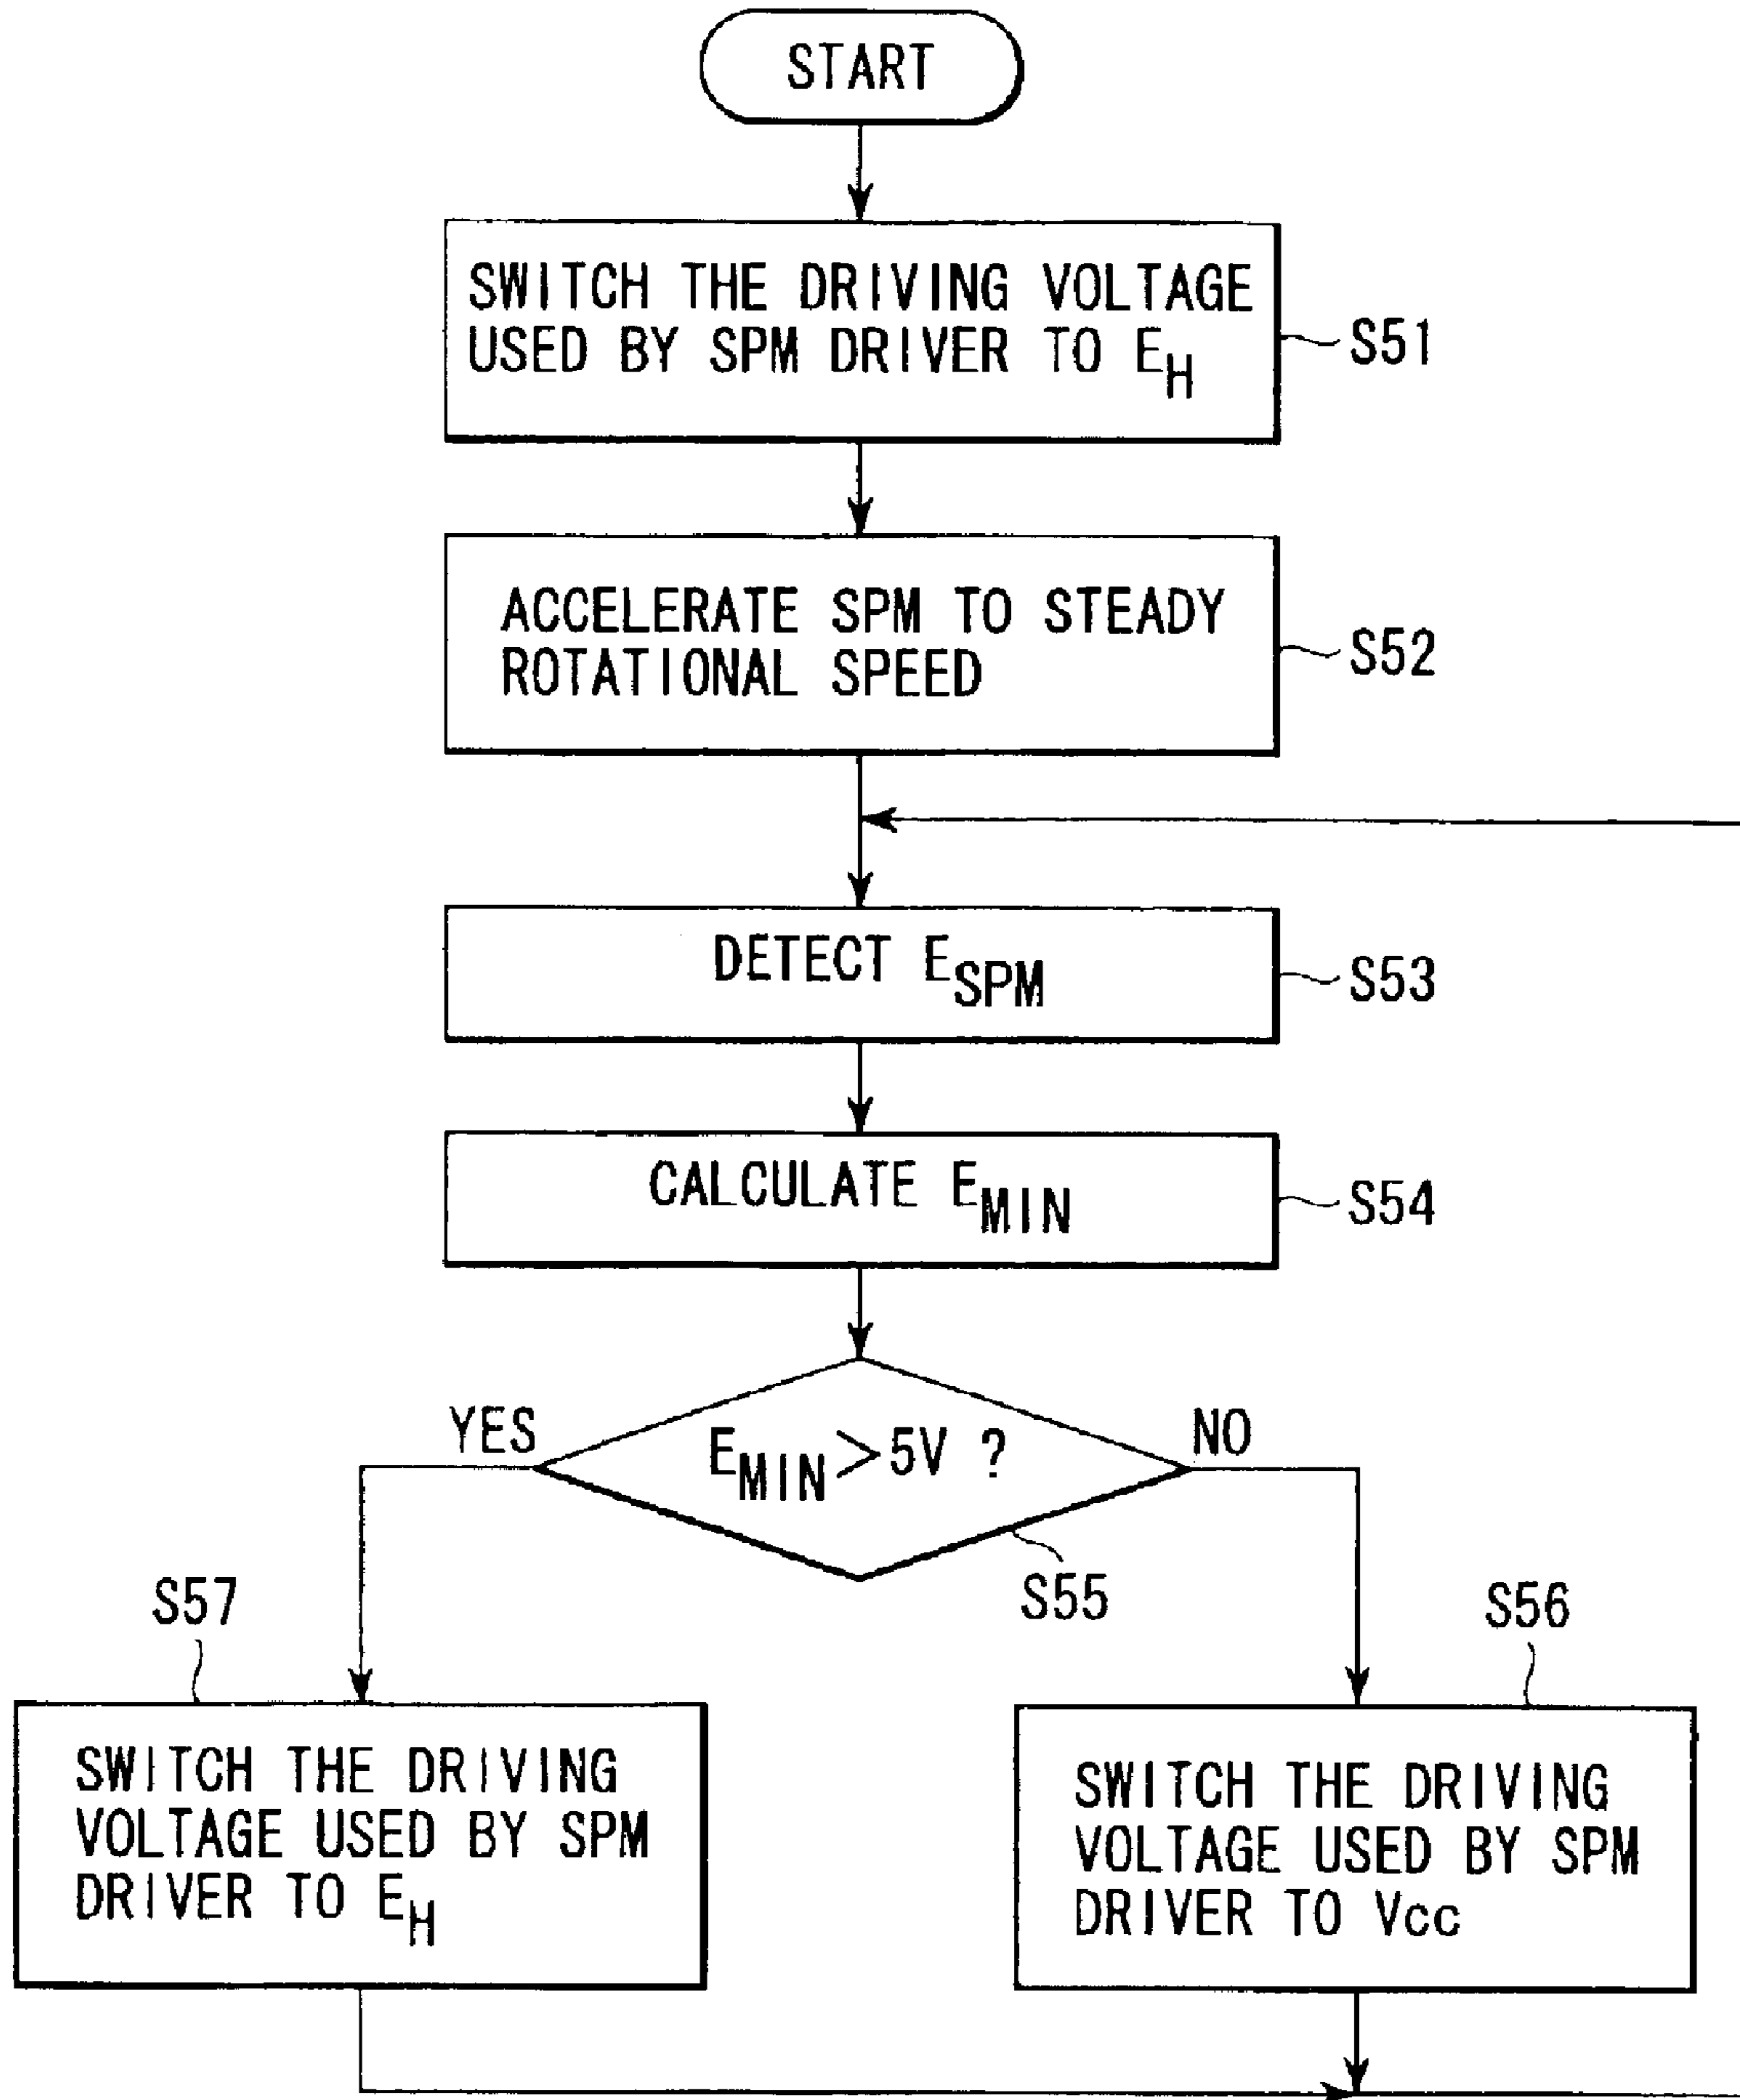 START
SWITCH THE DRIVING VOLTAGE
USED BY SPM DRIVER TO EH
S51
ACCELERATE SPM TO STEADY
ROTATIONAL SPEED
S52
DETECT ESPM
S53
CALCULATE EMIN
S54
YES
EMIN>5V ?
NO
S55
S57
S56
SWITCH THE DRIVING
VOLTAGE USED BY SPM
DRIVER TO EH
SWITCH THE DRIVING
VOLTAGE USED BY SPM
DRIVER TO Vcc